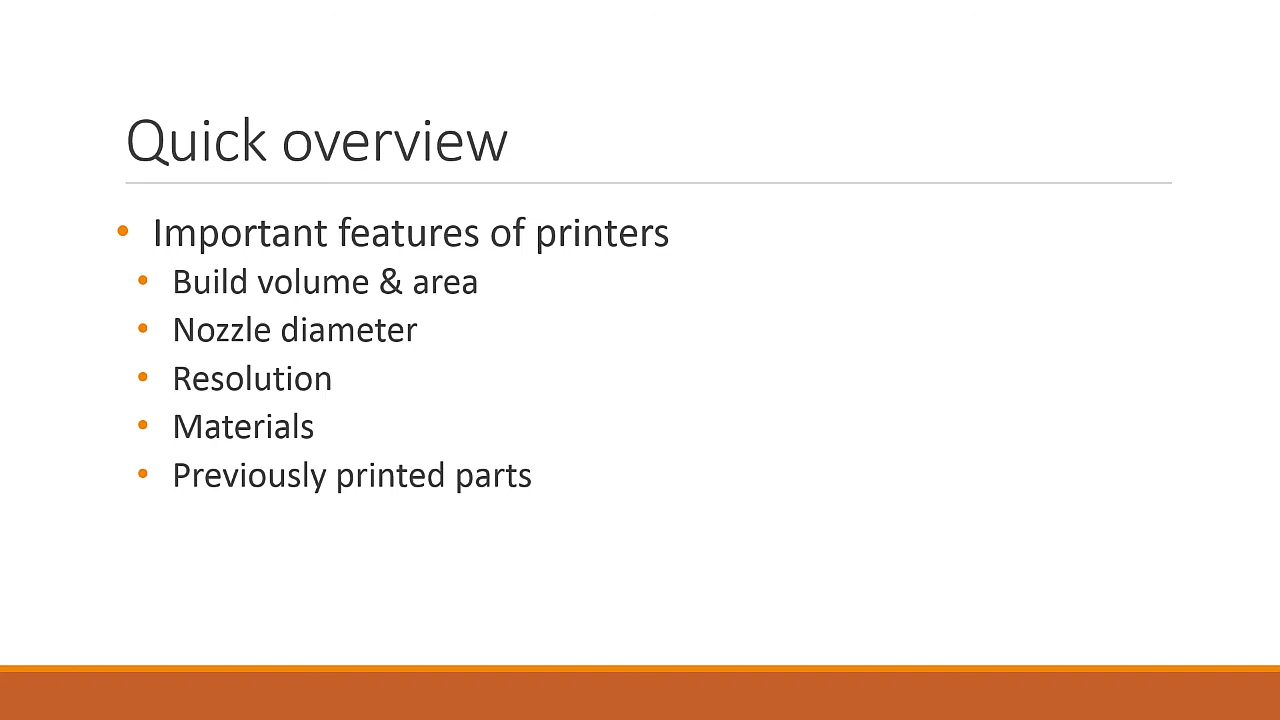 Quick overview
• Important features of printers
• Build volume & area
• Nozzle diameter
• Resolution
• Materials
• Previously printed parts